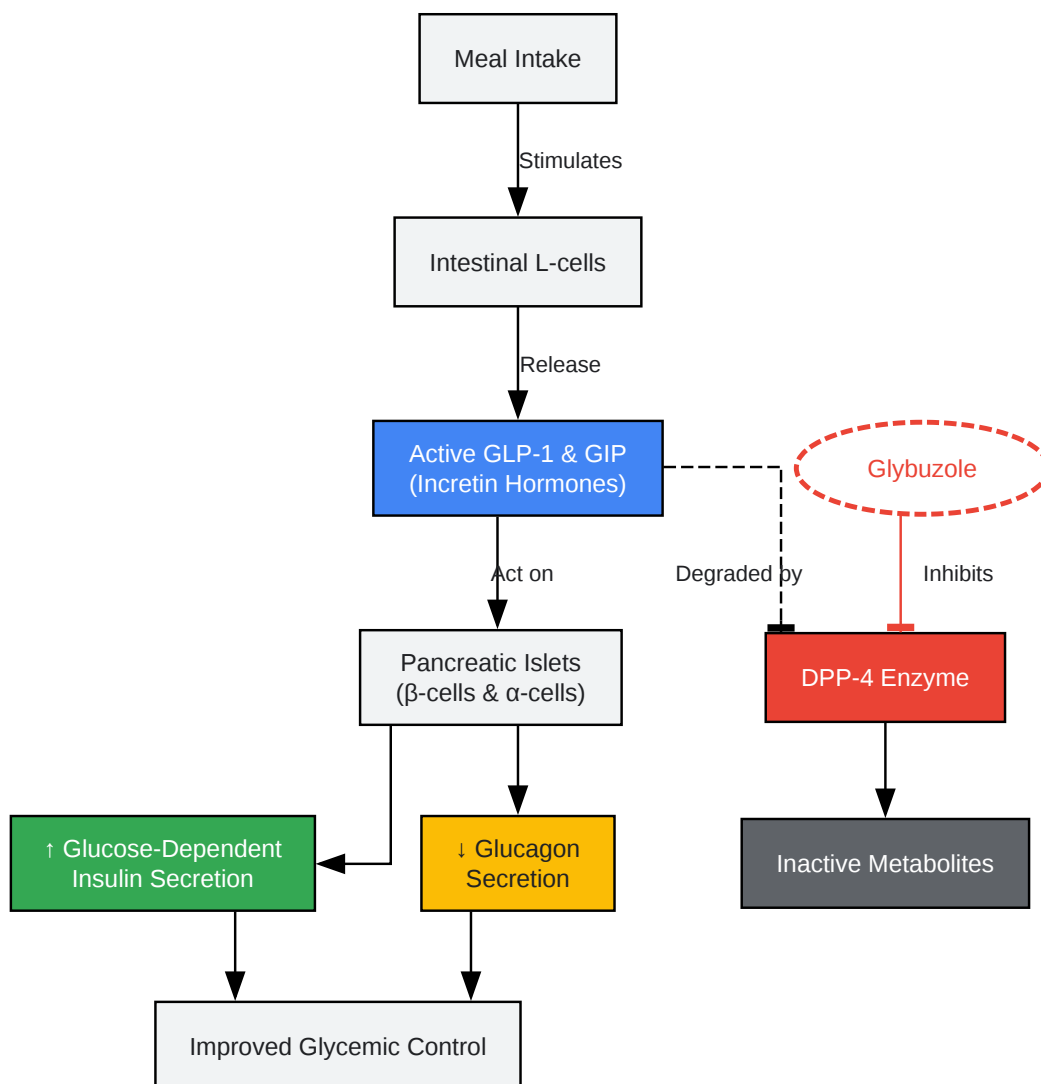 Meal Intake
Stimulates
Intestinal L-cells
Release
Active GLP-1 & GIP
(Incretin Hormones)
Glybuzole
Act on
Degraded by
Inhibits
Pancreatic Islets
(β-cells & α-cells)
DPP-4 Enzyme
↑ Glucose-Dependent
Insulin Secretion
↓ Glucagon
Secretion
Inactive Metabolites
Improved Glycemic Control